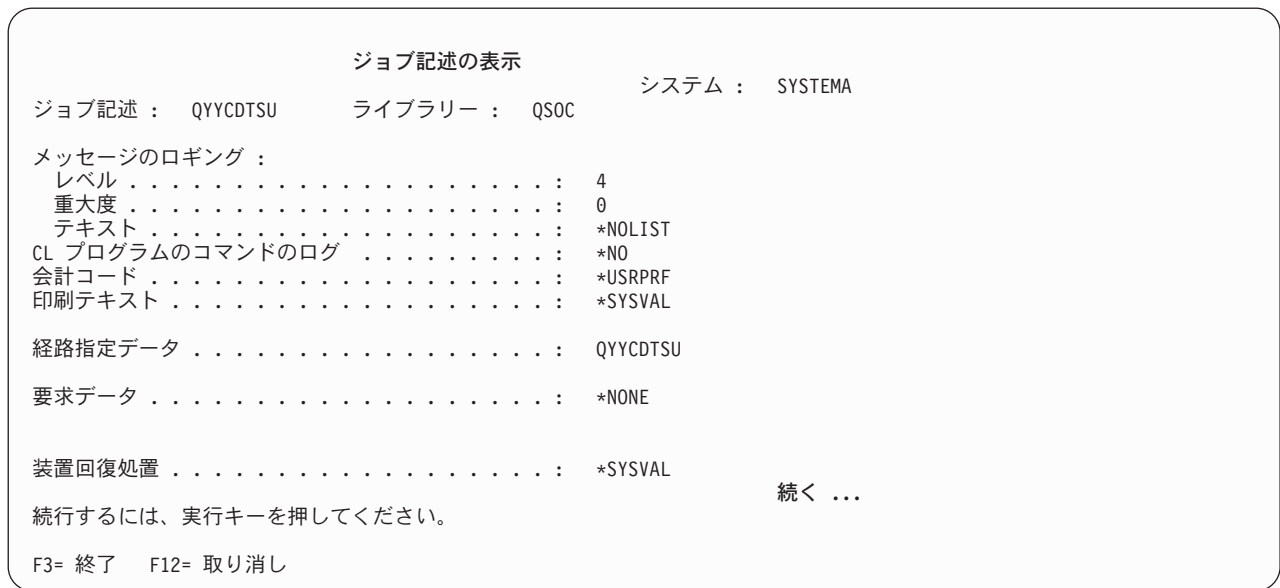 ジョブ記述の表示
システム : SYSTEMA
ジョブ記述 : QYYCDTSU ライブラリー : QSOC
メッセージのロギング :
レベル . . . . . . . . . . . . . . . . . . . . : 4
重大度 . . . . . . . . . . . . . . . . . . . . : 0
テキスト . . . . . . . . . . . . . . . . . . . : *NOLIST
CL プログラムのコマンドのログ . . . . . . . . . : *NO
会計コード . . . . . . . . . . . . . . . . . . . : *USRPRF
印刷テキスト . . . . . . . . . . . . . . . . . . : *SYSVAL
経路指定データ . . . . . . . . . . . . . . . . . : QYYCDTSU
要求データ . . . . . . . . . . . . . . . . . . . : *NONE
装置回復処置 . . . . . . . . . . . . . . . . . . : *SYSVAL
続く ...
続行するには、実行キーを押してください。
F3= 終了 F12= 取り消し